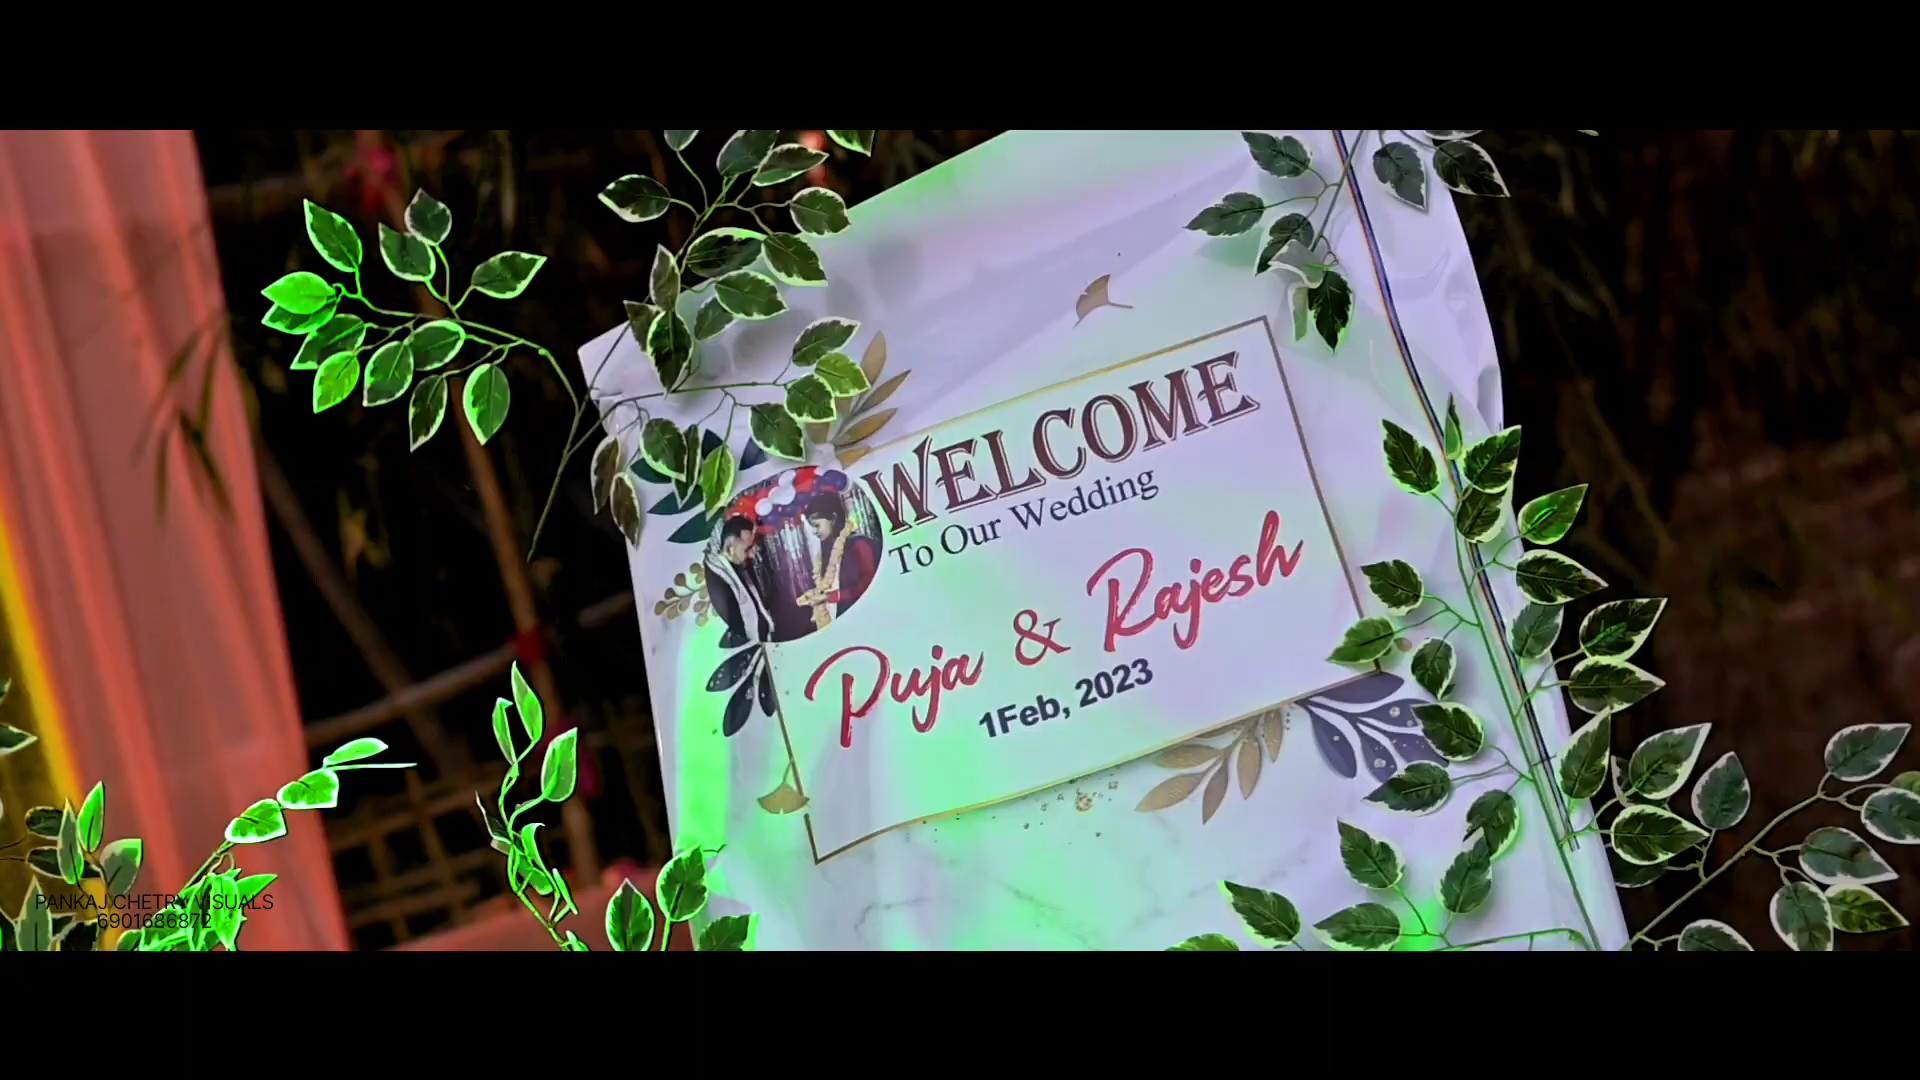 WELCOME
To Our Wedding
Puja & Rajesh
1Feb, 2023
PANKAJ CHETRY VISUALS
6901686872